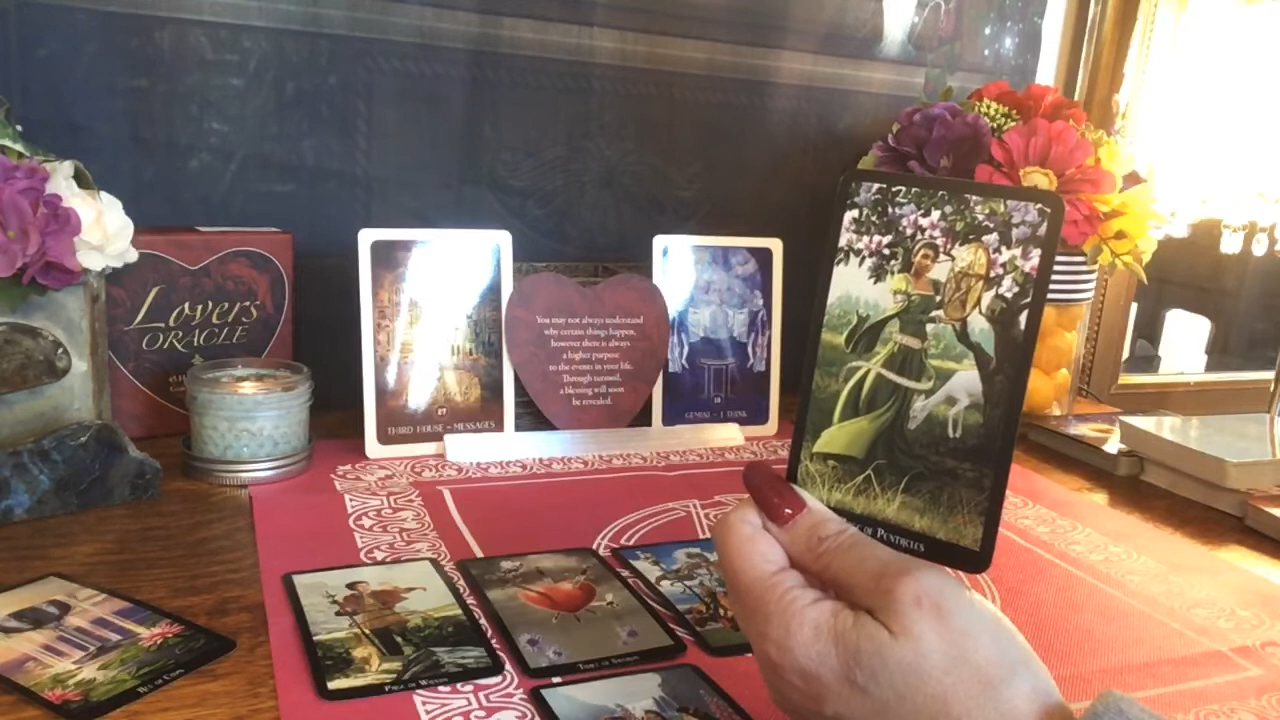 Lovers
ORACLE
27
THIRD HOUSE ~ MESSAGES
You may not always understand
why certain things happen,
however there is always
a higher purpose
to the events in your life.
Through turmoil,
a blessing will soon
be revealed.
GEMINI ~ I THINK
OF PENTACLES
PAGE OF WANDS
THREE OF SWORDS
ACE OF CUPS